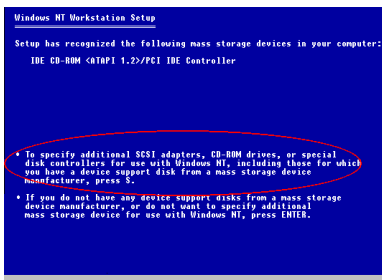 Windows NT Workstation Setup
Setup has recognized the following mass storage devices in your computer:
IDE CD-ROM <ATAPI 1.2>/PCI IDE Controller
• To specify additional SCSI adapters, CD-ROM drives, or special
disk controllers for use with Windows NT, including those for which
you have a device support disk from a mass storage device
manufacturer, press S.
• If you do not have any device support disks from a mass storage
device manufacturer, or do not want to specify additional
mass storage device for use with Windows NT, press ENTER.